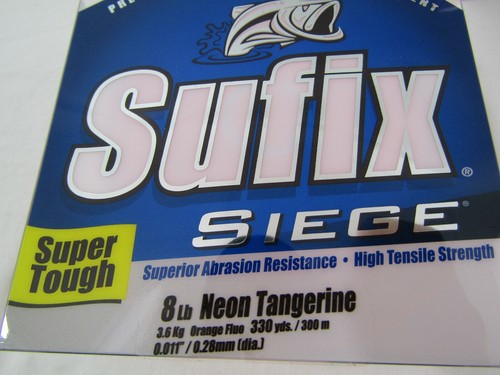 Sufix®
SIEGE®
Super
Tough
Superior Abrasion Resistance • High Tensile Strength
8 Lb Neon Tangerine
3.6 Kg Orange Fluo 330 yds. / 300 m
0.011" / 0.28mm (dia.)